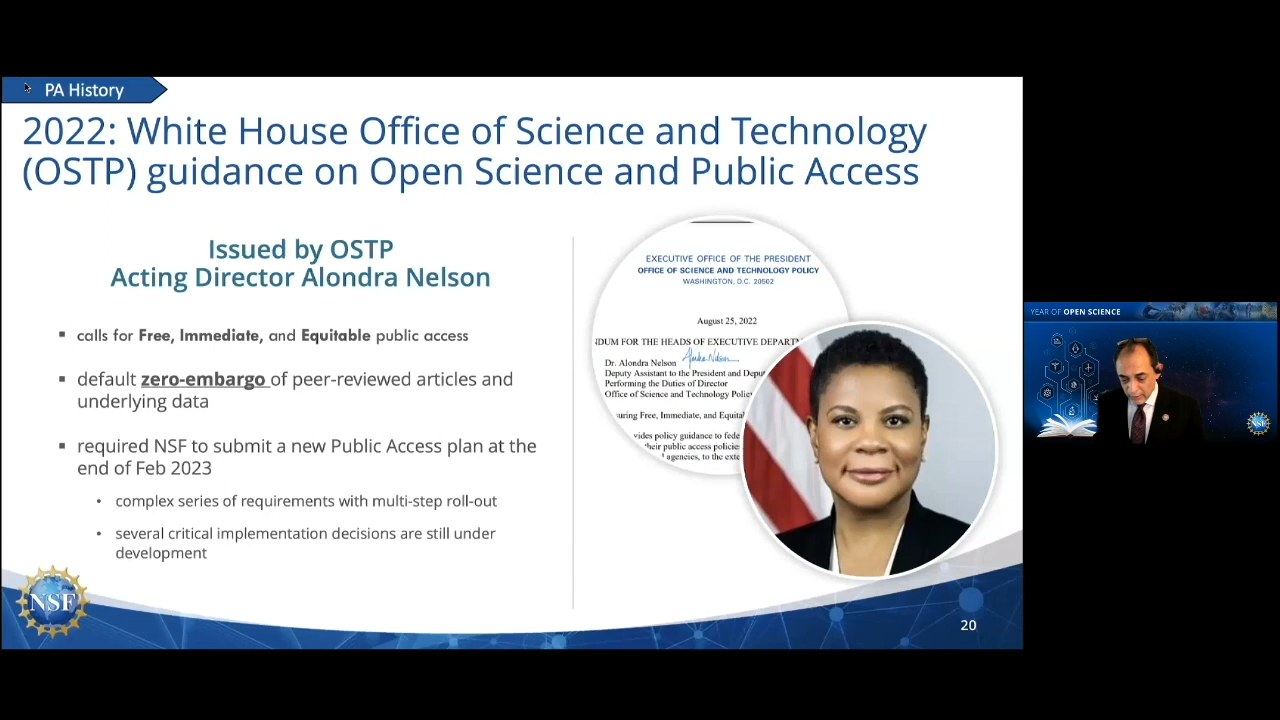 PA History
2022: White House Office of Science and Technology
(OSTP) guidance on Open Science and Public Access
Issued by OSTP
Acting Director Alondra Nelson
▪ calls for Free, Immediate, and Equitable public access
▪ default zero-embargo of peer-reviewed articles and
underlying data
▪ required NSF to submit a new Public Access plan at the
end of Feb 2023
• complex series of requirements with multi-step roll-out
• several critical implementation decisions are still under
development
EXECUTIVE OFFICE OF THE PRESIDENT
OFFICE OF SCIENCE AND TECHNOLOGY POLICY
WASHINGTON, D.C. 20502
August 25, 2022
NDUM FOR THE HEADS OF EXECUTIVE DEPARTM
Dr. Alondra Nelson
Deputy Assistant to the President and Deput
Performing the Duties of Director
Office of Science and Technology Policy
suring Free, Immediate, and Equital
vides policy guidance to fede
their public access policies
l agencies, to the exte
NSF
20
YEAR OF OPEN SCIENCE
NSF